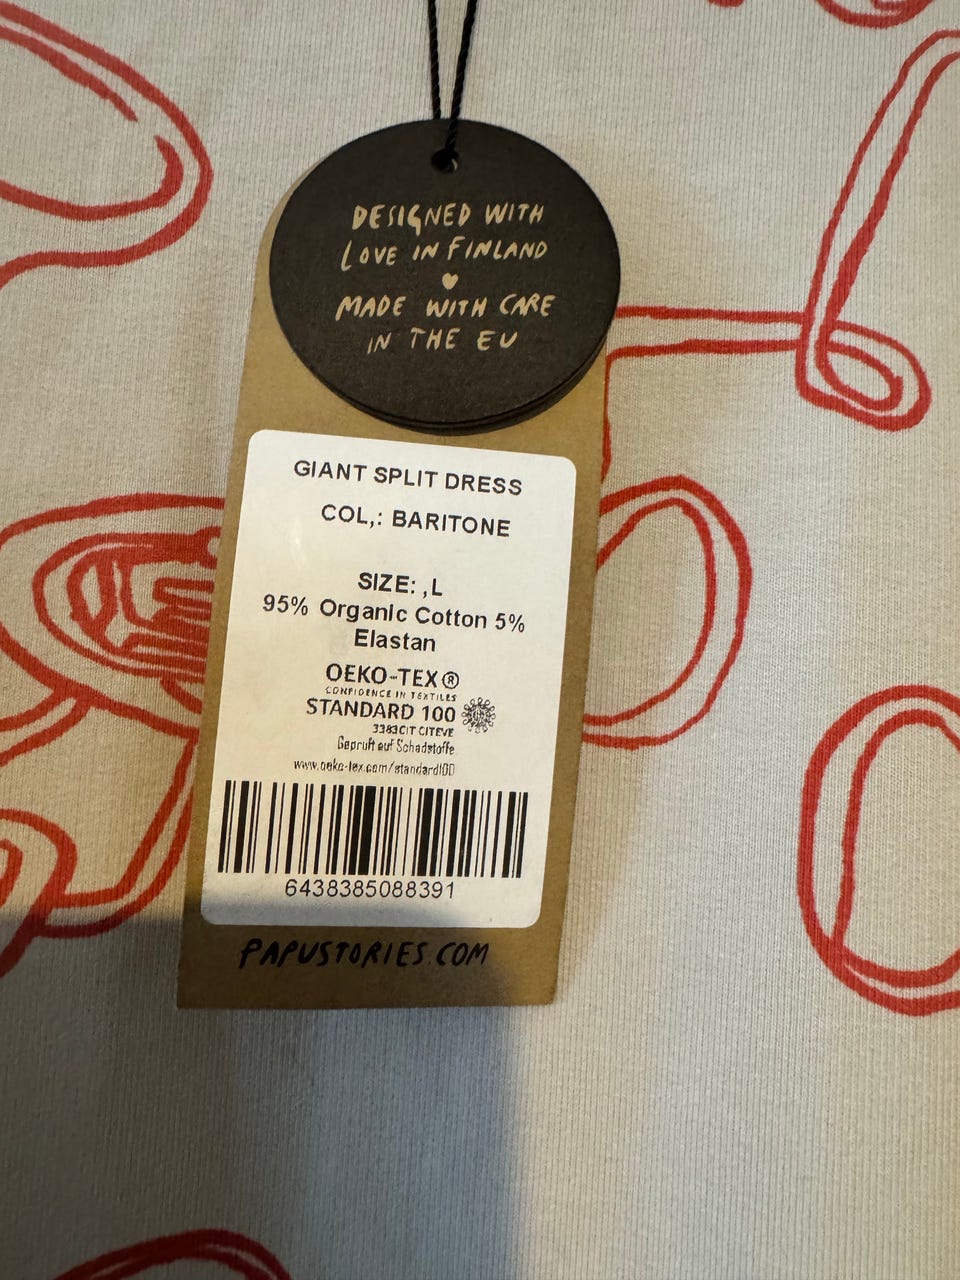 DESIGNED WITH
LOVE IN FINLAND
MADE WITH CARE
IN THE EU
GIANT SPLIT DRESS
COL,: BARITONE
SIZE: ,L
95% Organic Cotton 5%
Elastan
OEKO-TEX®
CONFIDENCE IN TEXTILES
STANDARD 100
3383CIT CITEVE
Geprüft auf Schadstoffe
www.oeko-tex.com/standard100
6438385088391
PAPUSTORIES.COM